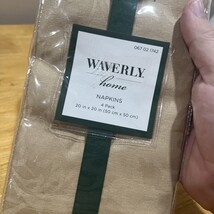 087 02 1742
WAVERLY
home
NAPKINS
4 Pack
20 in x 20 in (50 cm x 50 cm)